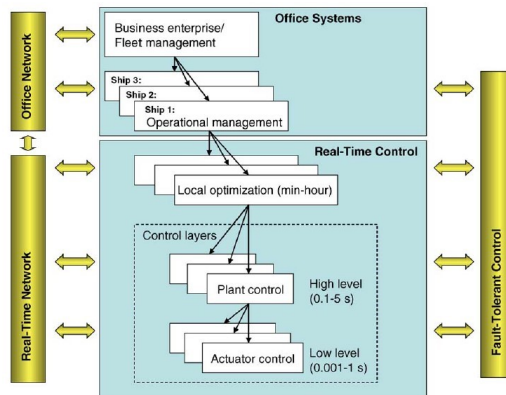 Office Systems
Business enterprise/
Fleet management
Ship 3:
Ship 2:
Ship 1:
Operational management
Real-Time Control
Local optimization (min-hour)
Control layers
Plant control
High level
(0.1-5 s)
Actuator control
Low level
(0.001-1 s)
Office Network
Real-Time Network
Fault-Tolerant Control